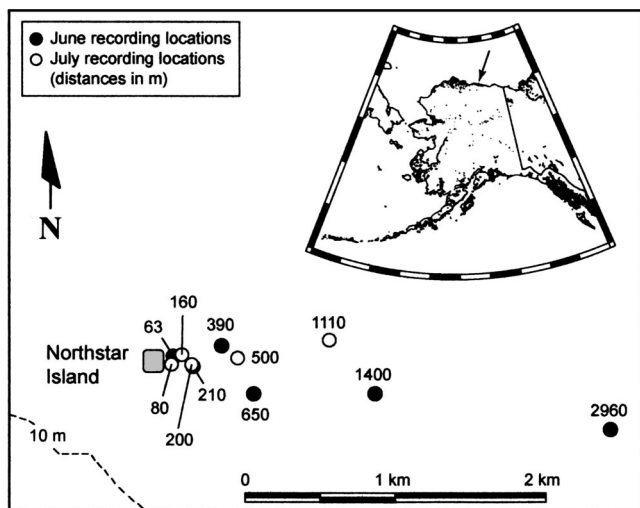 June recording locations
July recording locations
(distances in m)
N
160
63
390
1110
Northstar
Island
500
80
210
1400
650
200
2960
10 m
0
1 km
2 km